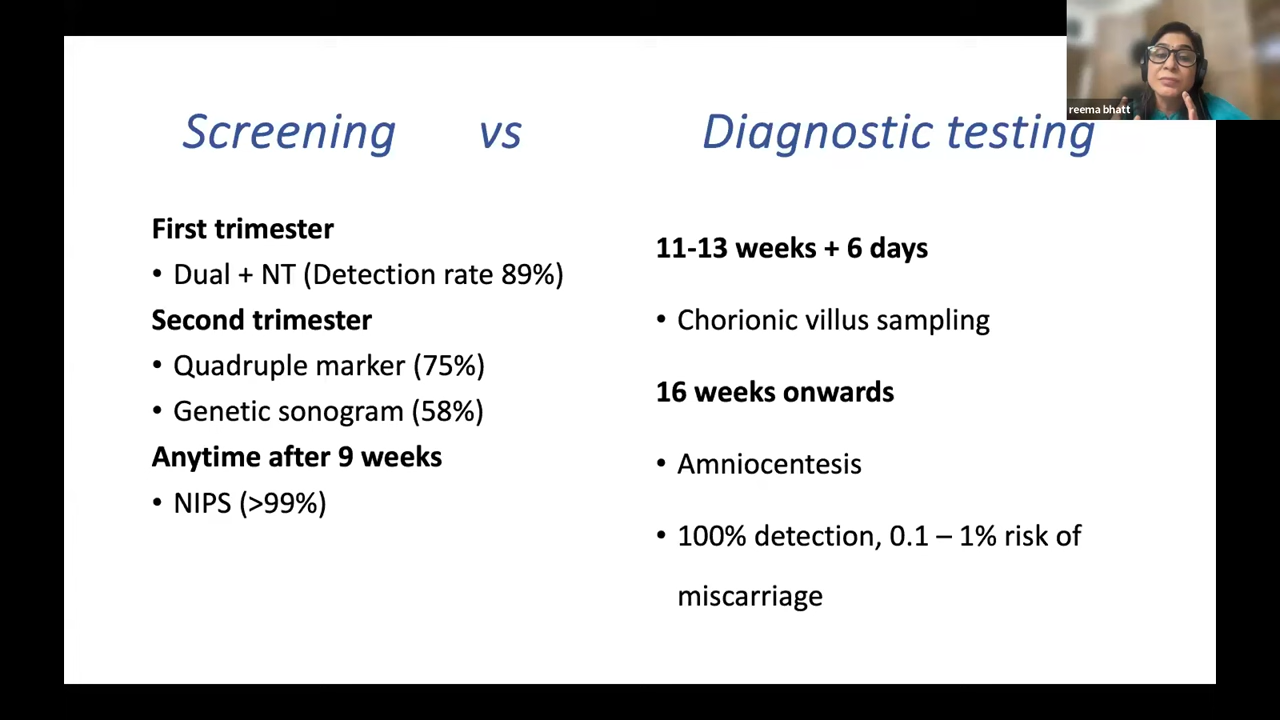 reema bhatt
Screening vs Diagnostic testing
First trimester
• Dual + NT (Detection rate 89%)
Second trimester
• Quadruple marker (75%)
• Genetic sonogram (58%)
Anytime after 9 weeks
• NIPS (>99%)
11-13 weeks + 6 days
• Chorionic villus sampling
16 weeks onwards
• Amniocentesis
• 100% detection, 0.1 – 1% risk of
miscarriage